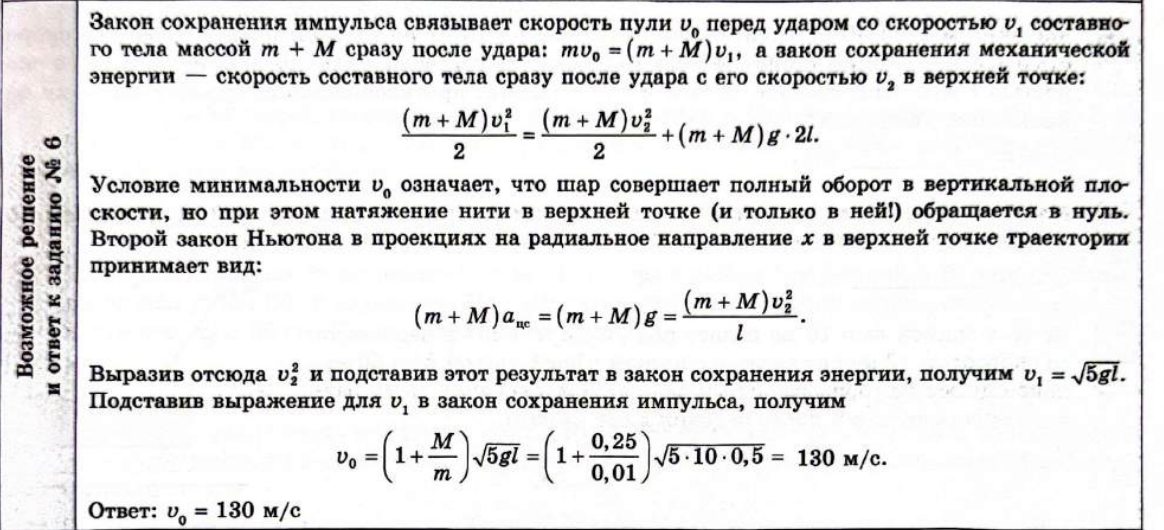 Возможное решение
и ответ к заданию № 6
Закон сохранения импульса связывает скорость пули v₀ перед ударом со скоростью v₁ составно-
го тела массой m + M сразу после удара: mv₀ = (m + M)v₁, а закон сохранения механической
энергии — скорость составного тела сразу после удара с его скоростью v₂ в верхней точке:
(m + M)v₁²/2 = (m + M)v₂²/2 + (m + M)g · 2l.
Условие минимальности v₀ означает, что шар совершает полный оборот в вертикальной пло-
скости, но при этом натяжение нити в верхней точке (и только в ней!) обращается в нуль.
Второй закон Ньютона в проекциях на радиальное направление x в верхней точке траектории
принимает вид:
(m + M)aцс = (m + M)g = (m + M)v₂²/l.
Выразив отсюда v₂² и подставив этот результат в закон сохранения энергии, получим v₁ = √5gl.
Подставив выражение для v₁ в закон сохранения импульса, получим
v₀ = (1 + M/m)√5gl = (1 + 0,25/0,01)√5 · 10 · 0,5 = 130 м/с.
Ответ: v₀ = 130 м/с